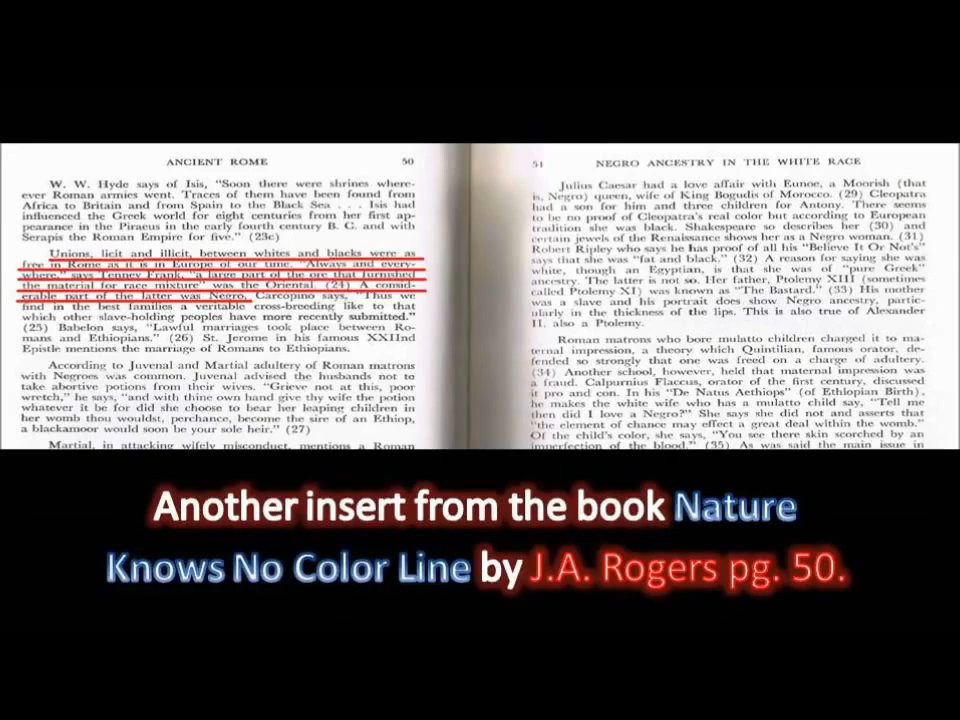 ANCIENT ROME 50
W. W. Hyde says of Isis, "Soon there were shrines where-
ever Roman armies went. Traces of them have been found from
Africa to Britain and from Spain to the Black Sea . . . Isis had
influenced the Greek world for eight centuries from her first ap-
pearance in the Piraeus in the early fourth century B. C. and with
Serapis the Roman Empire for five." (23c)
Unions, licit and illicit, between whites and blacks were as
free in Rome as it is in Europe of our time. "Always and every-
where," says Tenney Frank, "a large part of the ore that furnished
the material for race mixture" was the Oriental. (24) A consid-
erable part of the latter was Negro, Carcopino says, "Thus we
find in the best families a veritable cross-breeding like to that
which other slave-holding peoples have more recently submitted."
(25) Babelon says, "Lawful marriages took place between Ro-
mans and Ethiopians." (26) St. Jerome in his famous XXIInd
Epistle mentions the marriage of Romans to Ethiopians.
According to Juvenal and Martial adultery of Roman matrons
with Negroes was common. Juvenal advised the husbands not to
take abortive potions from their wives. "Grieve not at this, poor
wretch," he says, "and with thine own hand give thy wife the potion
whatever it be for did she choose to bear her leaping children in
her womb thou wouldst, perchance, become the sire of an Ethiop,
a blackamoor would soon be your sole heir." (27)
Martial, in attacking wifely misconduct, mentions a Roman
51 NEGRO ANCESTRY IN THE WHITE RACE
Julius Caesar had a love affair with Eunoe, a Moorish (that
is, Negro) queen, wife of King Bogudis of Morocco. (29) Cleopatra
had a son for him and three children for Antony. There seems
to be no proof of Cleopatra's real color but according to European
tradition she was black. Shakespeare so describes her (30) and
certain jewels of the Renaissance shows her as a Negro woman. (31)
Robert Ripley who says he has proof of all his "Believe It Or Not's"
says that she was "fat and black." (32) A reason for saying she was
white, though an Egyptian, is that she was of "pure Greek"
ancestry. The latter is not so. Her father, Ptolemy XIII (sometimes
called Ptolemy XI) was known as "The Bastard." (33) His mother
was a slave and his portrait does show Negro ancestry, partic-
ularly in the thickness of the lips. This is also true of Alexander
II, also a Ptolemy.
Roman matrons who bore mulatto children charged it to ma-
ternal impression, a theory which Quintilian, famous orator, de-
fended so strongly that one was freed on a charge of adultery.
(34) Another school, however, held that maternal impression was
a fraud. Calpurnius Flaccus, orator of the first century, discussed
it pro and con. In his "De Natus Aethiops" (of Ethiopian Birth),
he makes the white wife who has a mulatto child say, "Tell me
then did I love a Negro?" She says she did not and asserts that
"the element of chance may effect a great deal within the womb."
Of the child's color, she says, "You see there skin scorched by an
imperfection of the blood." (35) As was said the main issue in
Another insert from the book Nature
Knows No Color Line by J.A. Rogers pg. 50.